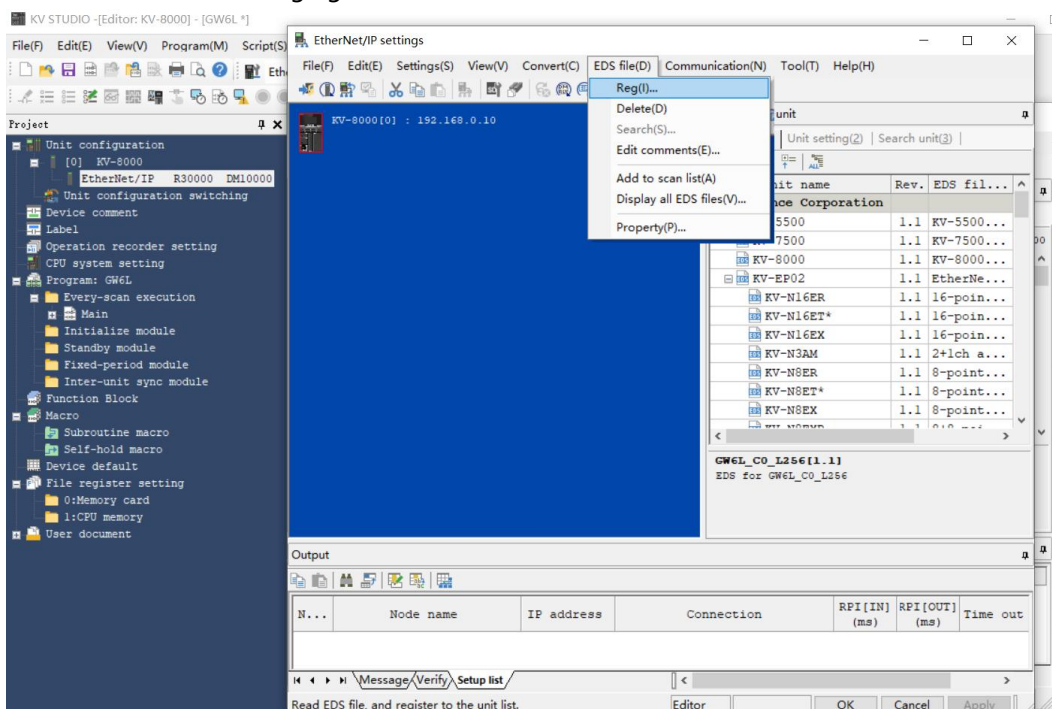 KV STUDIO -[Editor: KV-8000] - [GW6L *]
File(F) Edit(E) View(V) Program(M) Script(S)
Eth
Project
Unit configuration
[0] KV-8000
EtherNet/IP R30000 DM10000
Unit configuration switching
Device comment
Label
Operation recorder setting
CPU system setting
Program: GW6L
Every-scan execution
Main
Initialize module
Standby module
Fixed-period module
Inter-unit sync module
Function Block
Macro
Subroutine macro
Self-hold macro
Device default
File register setting
0:Memory card
1:CPU memory
User document
EtherNet/IP settings
File(F) Edit(E) Settings(S) View(V) Convert(C) EDS file(D) Communication(N) Tool(T) Help(H)
KV-8000[0] : 192.168.0.10
Reg(I)...
Delete(D)
Search(S)...
Edit comments(E)...
Add to scan list(A)
Display all EDS files(V)...
Property(P)...
unit
Unit setting(2) Search unit(3)
ALL
nit name Rev. EDS fil...
nce Corporation
5500 1.1 KV-5500...
7500 1.1 KV-7500...
KV-8000 1.1 KV-8000...
KV-EP02 1.1 EtherNe...
KV-N16ER 1.1 16-poin...
KV-N16ET* 1.1 16-poin...
KV-N16EX 1.1 16-poin...
KV-N3AM 1.1 2+1ch a...
KV-N8ER 1.1 8-point...
KV-N8ET* 1.1 8-point...
KV-N8EX 1.1 8-point...
GW6L_C0_L256[1.1]
EDS for GW6L_C0_L256
Output
N... Node name IP address Connection RPI[IN] (ms) RPI[OUT] (ms) Time out
Message Verify Setup list
Read EDS file, and register to the unit list. Editor OK Cancel Apply